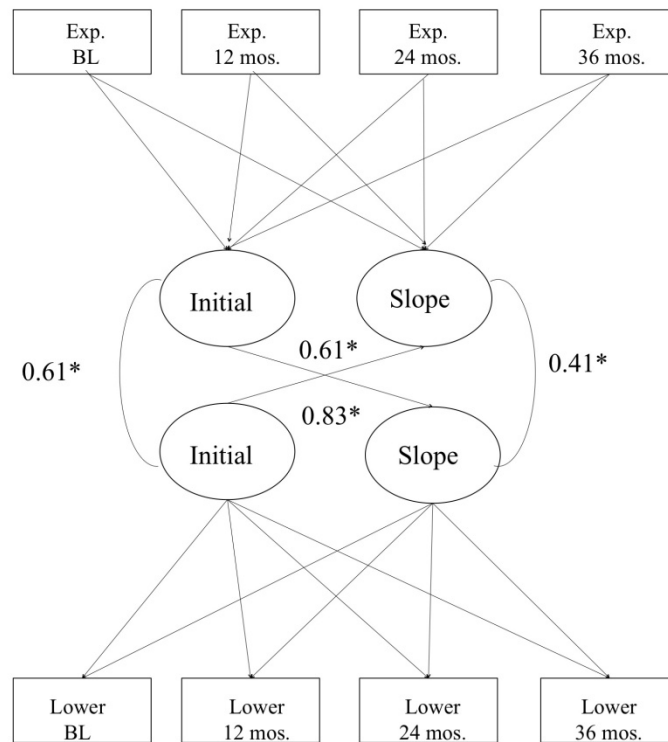 Exp.
BL
Exp.
12 mos.
Exp.
24 mos.
Exp.
36 mos.
Initial
Slope
0.61*
0.61*
0.41*
0.83*
Initial
Slope
Lower
BL
Lower
12 mos.
Lower
24 mos.
Lower
36 mos.